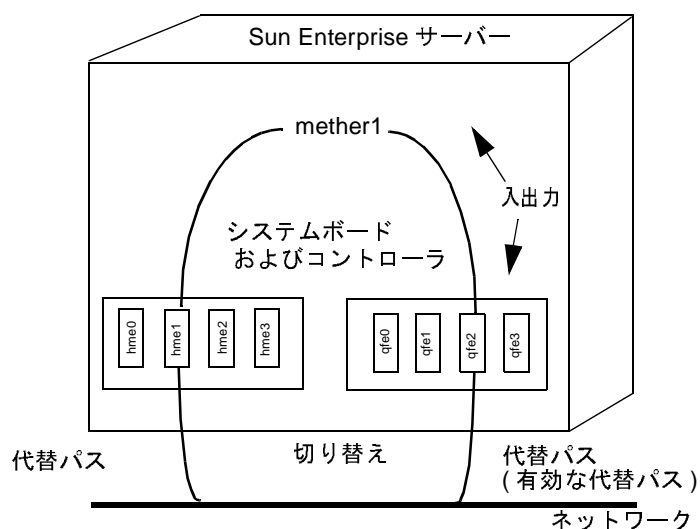 Sun Enterprise サーバー
mether1
入出力
システムボード
およびコントローラ
hme0
hme1
hme2
hme3
qfe0
qfe1
qfe2
qfe3
代替パス
切り替え
代替パス
( 有効な代替パス )
ネットワーク